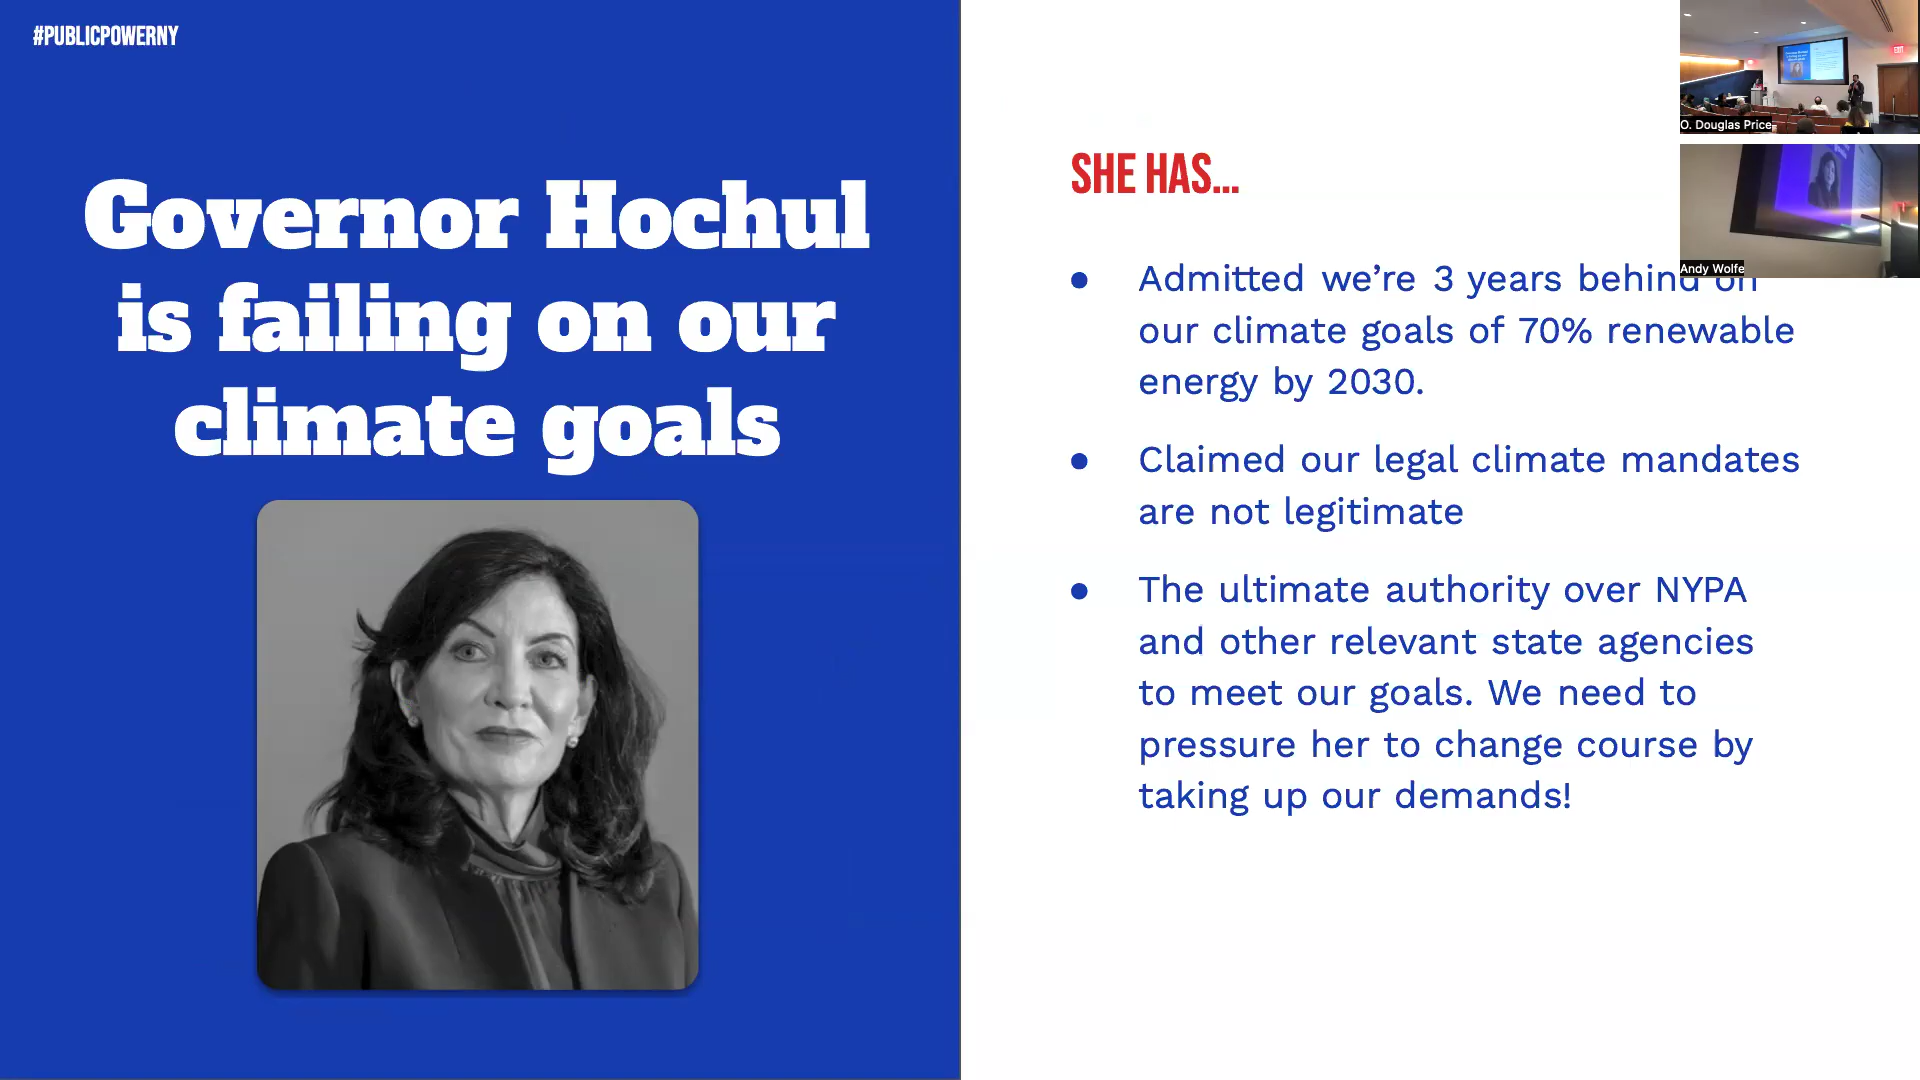 #PUBLICPOWERNY
Governor Hochul
is failing on our
climate goals
SHE HAS...
● Admitted we’re 3 years behind on
our climate goals of 70% renewable
energy by 2030.
● Claimed our legal climate mandates
are not legitimate
● The ultimate authority over NYPA
and other relevant state agencies
to meet our goals. We need to
pressure her to change course by
taking up our demands!
EXIT
O. Douglas Price
Andy Wolfe